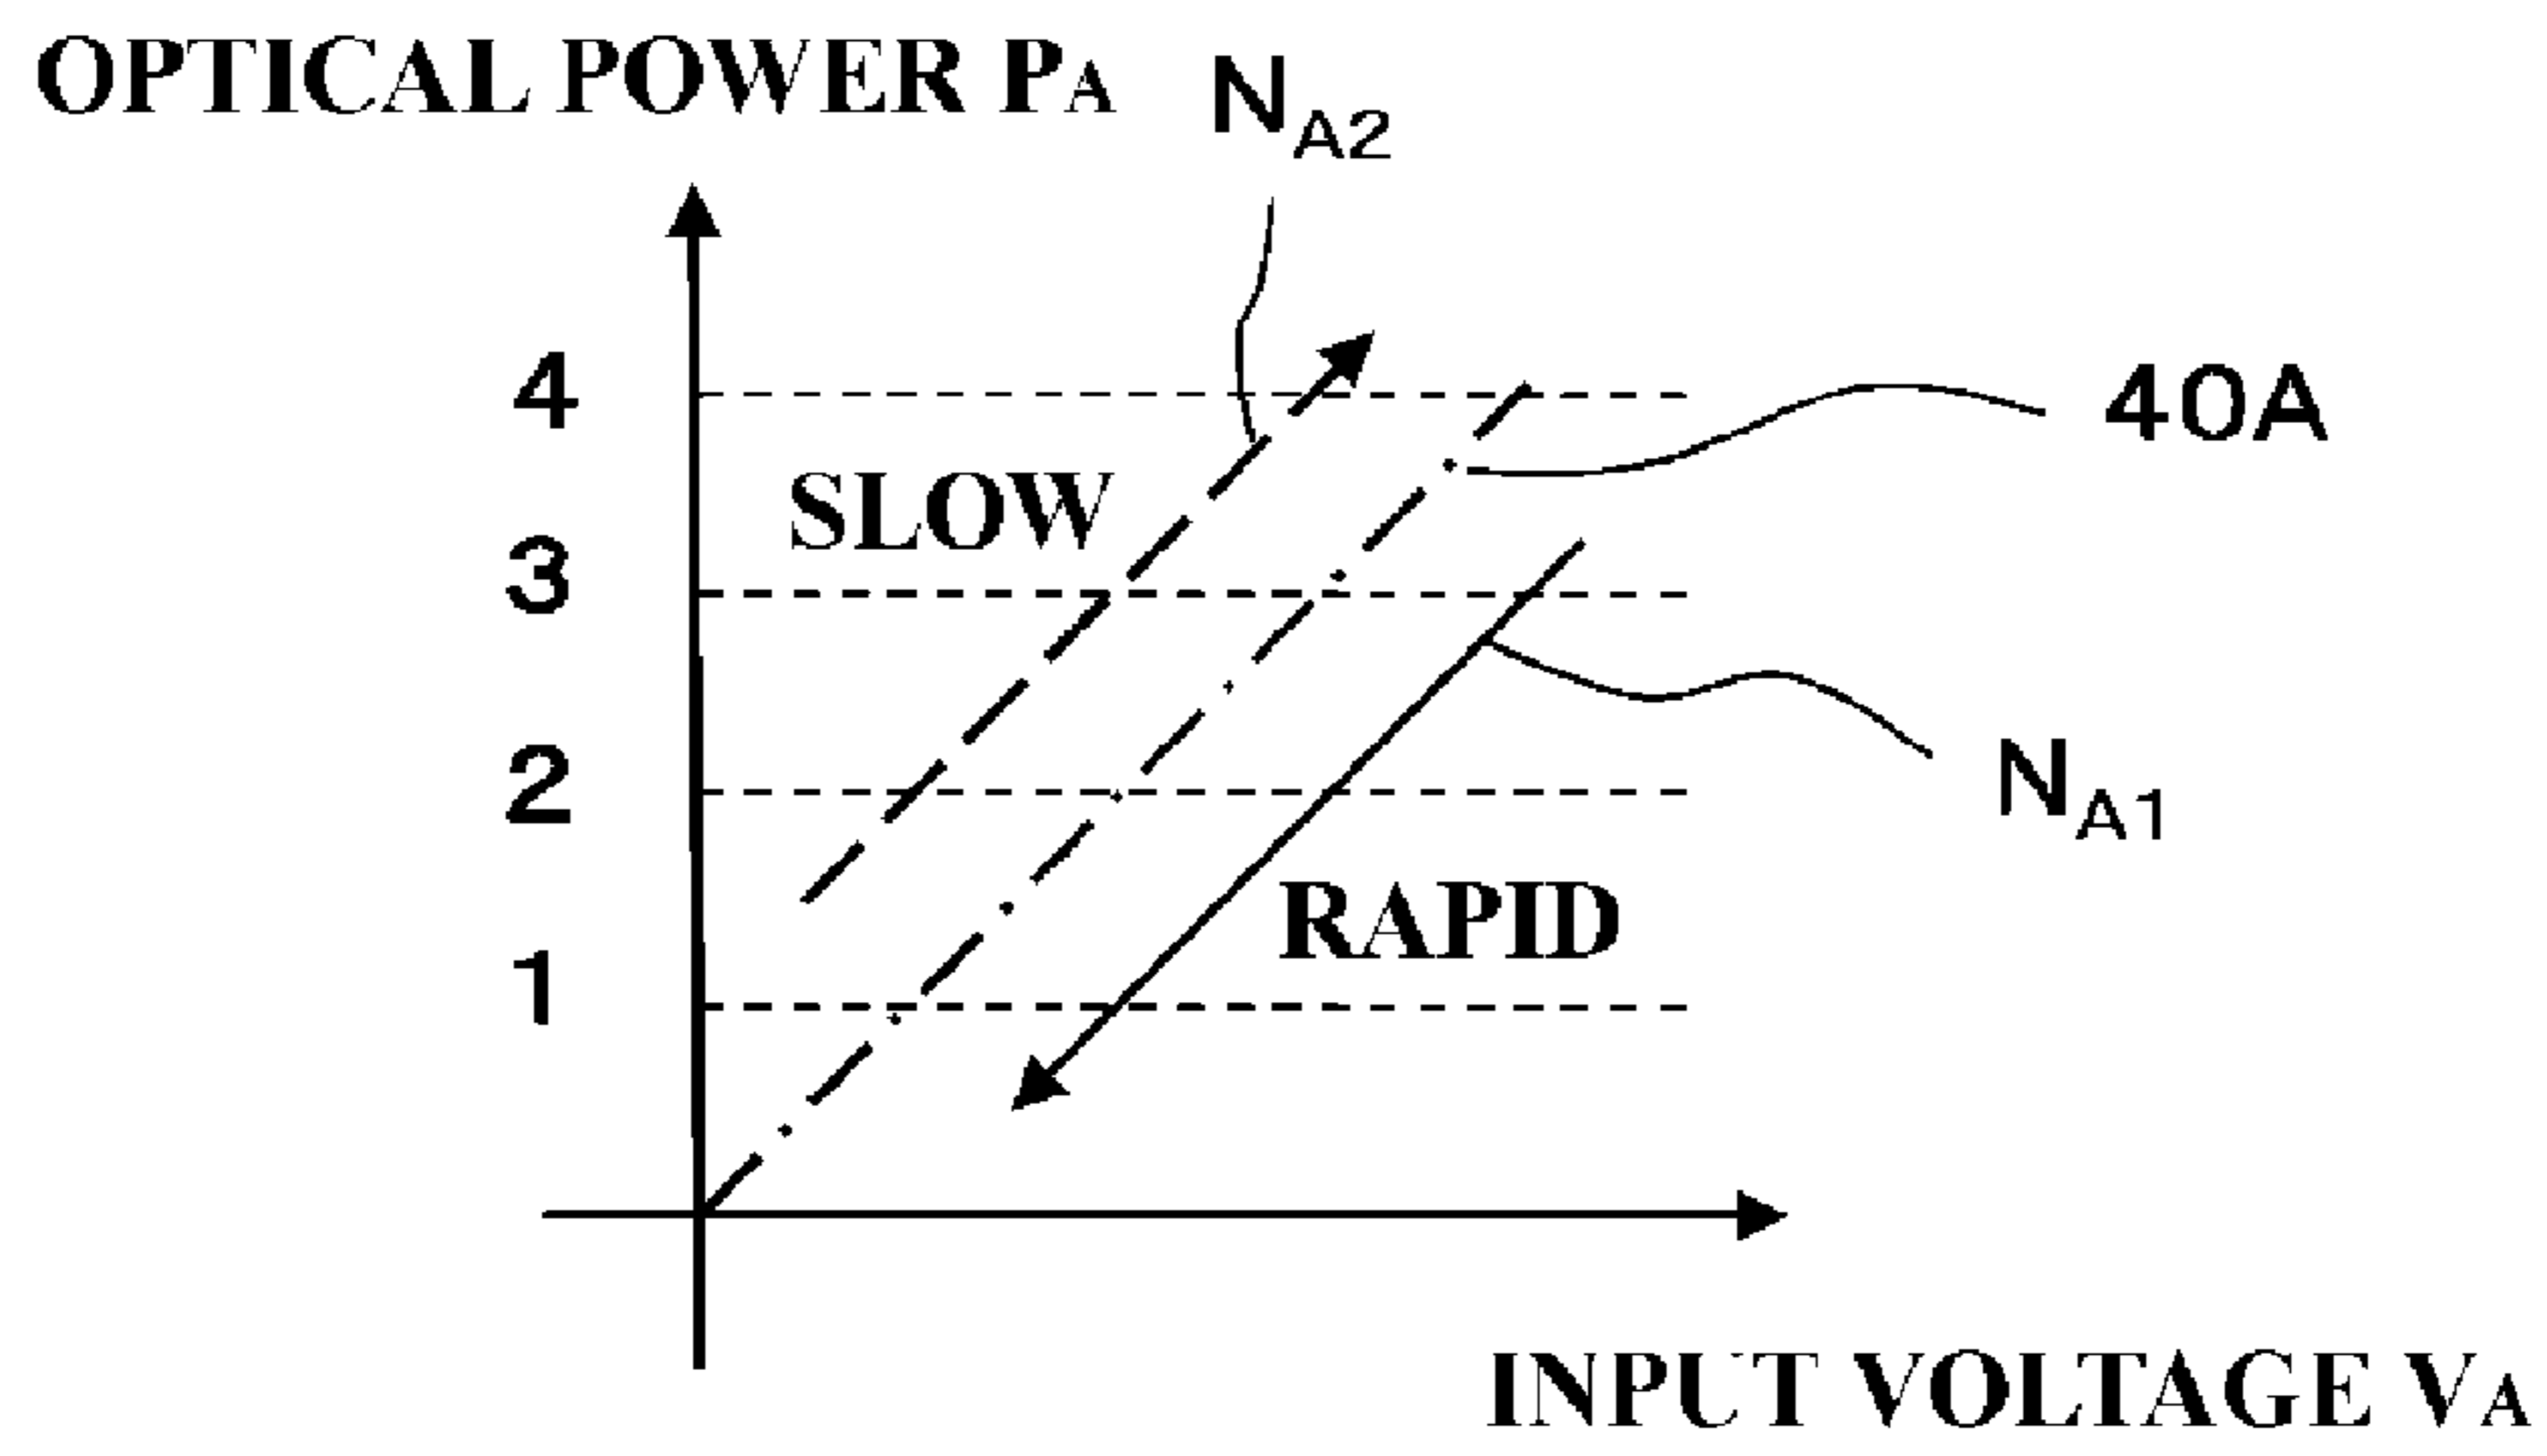 OPTICAL POWER PA
NA2
4
40A
SLOW
3
2
NA1
RAPID
1
INPUT VOLTAGE VA